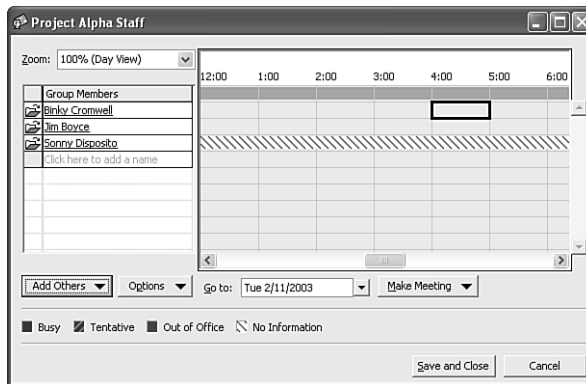 Project Alpha Staff
Zoom: 100% (Day View)
12:00 1:00 2:00 3:00 4:00 5:00 6:00
Group Members
Binky Cromwell
Jim Boyce
Sonny Disposito
Click here to add a name
Add Others Options Go to: Tue 2/11/2003 Make Meeting
Busy Tentative Out of Office No Information
Save and Close Cancel